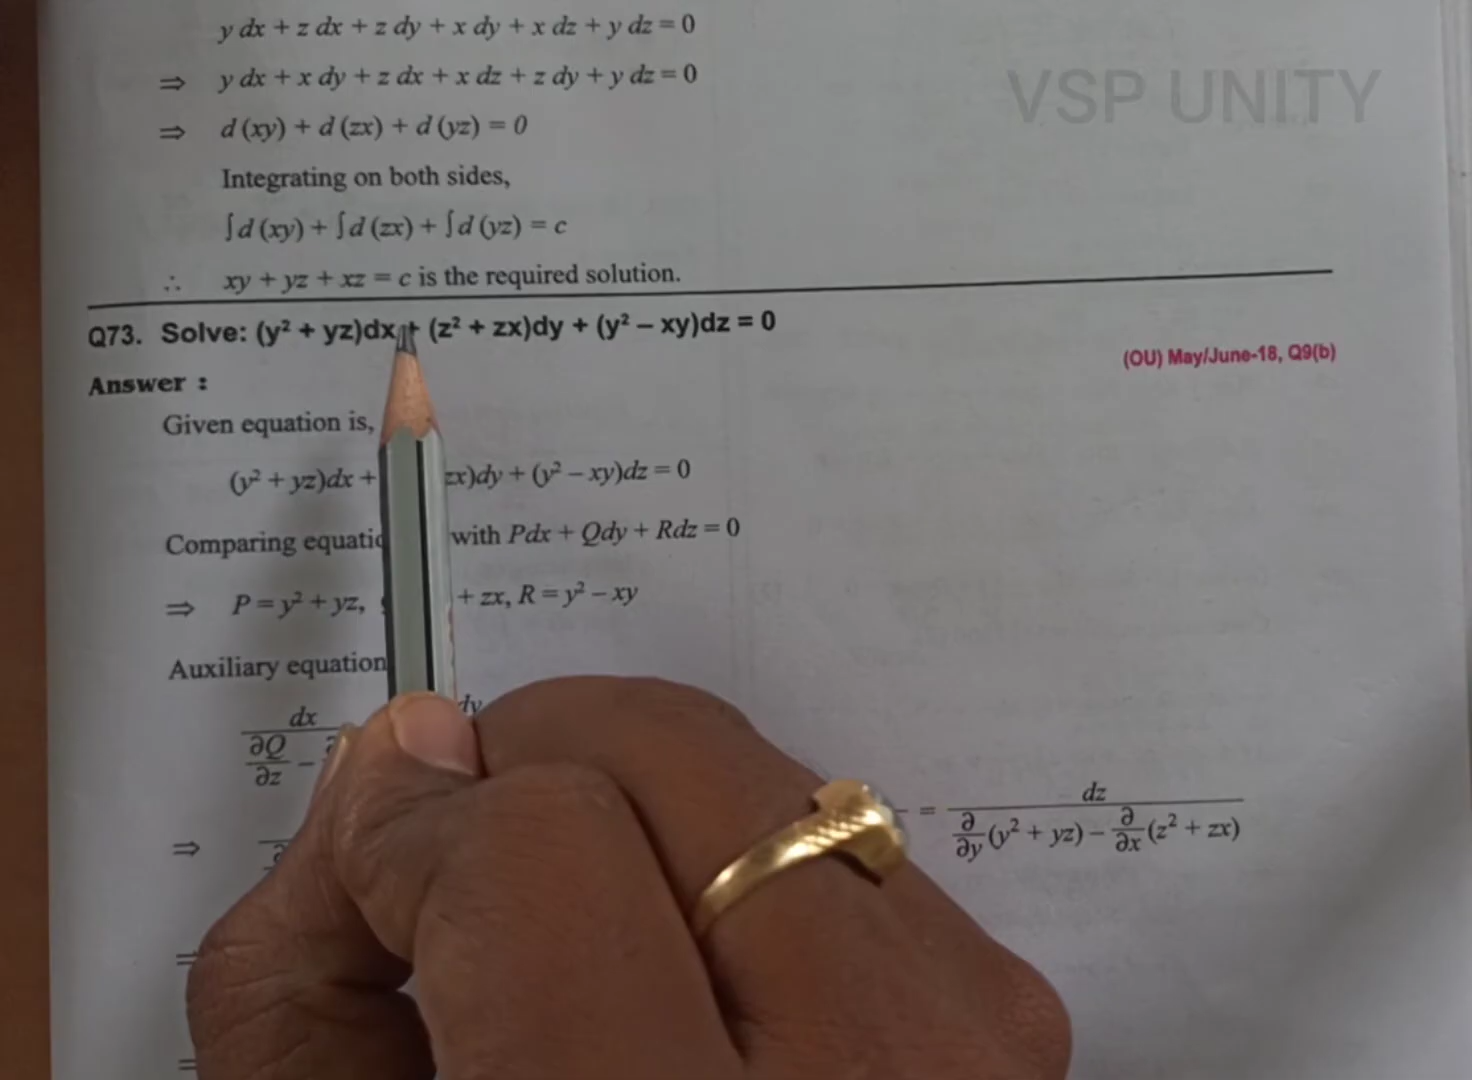 y dx + z dx + z dy + x dy + x dz + y dz = 0
⇒ y dx + x dy + z dx + x dz + z dy + y dz = 0
VSP UNITY
⇒ d (xy) + d (zx) + d (yz) = 0
Integrating on both sides,
∫d (xy) + ∫d (zx) + ∫d (yz) = c
∴ xy + yz + xz = c is the required solution.
Q73. Solve: (y² + yz)dx + (z² + zx)dy + (y² – xy)dz = 0
(OU) May/June-18, Q9(b)
Answer :
Given equation is,
(y² + yz)dx + zx)dy + (y² – xy)dz = 0
Comparing with Pdx + Qdy + Rdz = 0
⇒ P = y² + yz, + zx, R = y² – xy
Auxiliary equation
dx
∂Q/∂z –
dy
⇒ = dz
∂/∂y (y² + yz) – ∂/∂x (z² + zx)